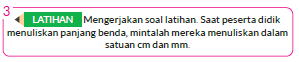 3
LATIHAN Mengerjakan soal latihan. Saat peserta didik
menuliskan panjang benda, mintalah mereka menuliskan dalam
satuan cm dan mm.